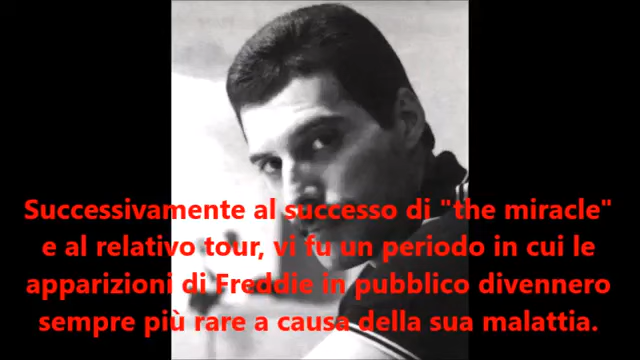 Successivamente al successo di "the miracle"
e al relativo tour, vi fu un periodo in cui le
apparizioni di Freddie in pubblico divennero
sempre più rare a causa della sua malattia.